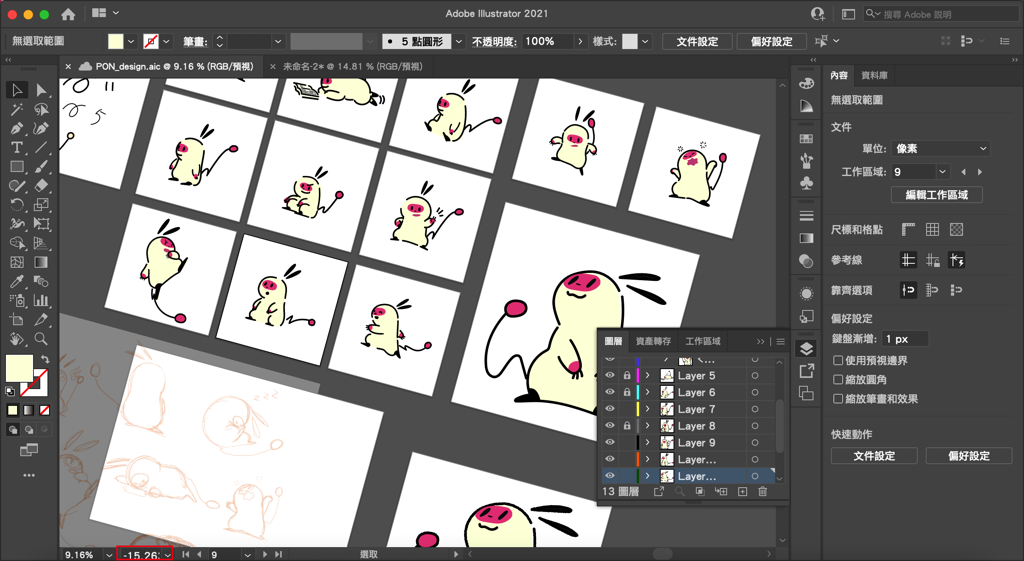 Adobe Illustrator 2021
搜尋 Adobe 說明
無選取範圍
筆畫:
5 點圓形
不透明度:
100%
樣式:
文件設定
偏好設定
× PON_design.aic @ 9.16 % (RGB/預視)
× 未命名-2* @ 14.81 % (RGB/預視)
內容
資料庫
無選取範圍
文件
單位:
像素
工作區域:
9
編輯工作區域
尺標和格點
參考線
靠齊選項
偏好設定
鍵盤漸增:
1 px
使用預視邊界
縮放圓角
縮放筆畫和效果
快速動作
文件設定
偏好設定
圖層
資產轉存
工作區域
Layer 5
Layer 6
Layer 7
Layer 8
Layer 9
Layer...
Layer...
13 圖層
9.16%
9
選取